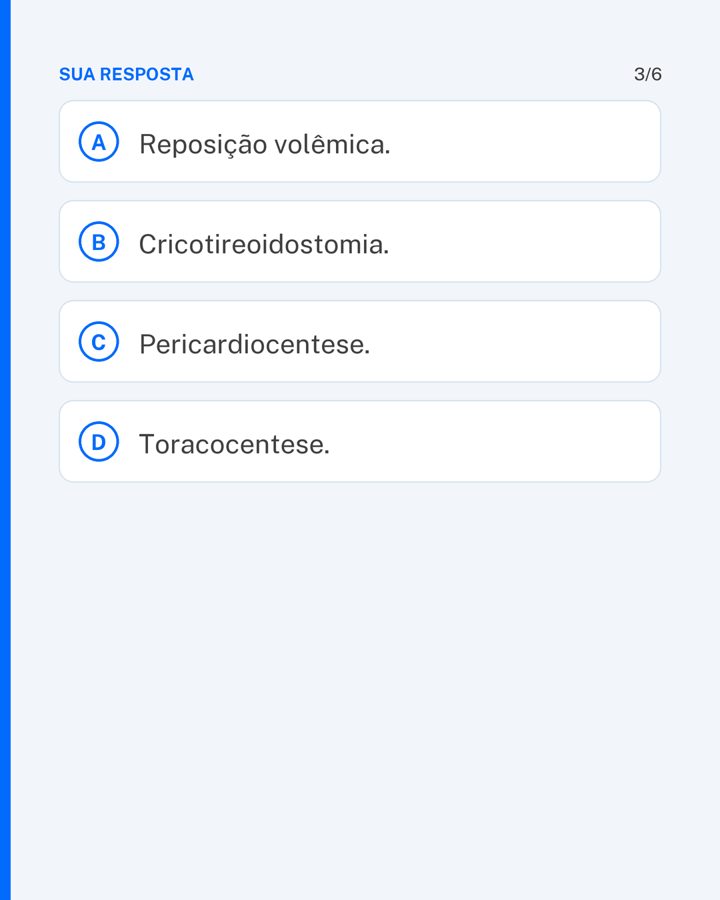 SUA RESPOSTA 3/6
A Reposição volêmica.
B Cricotireoidostomia.
C Pericardiocentese.
D Toracocentese.